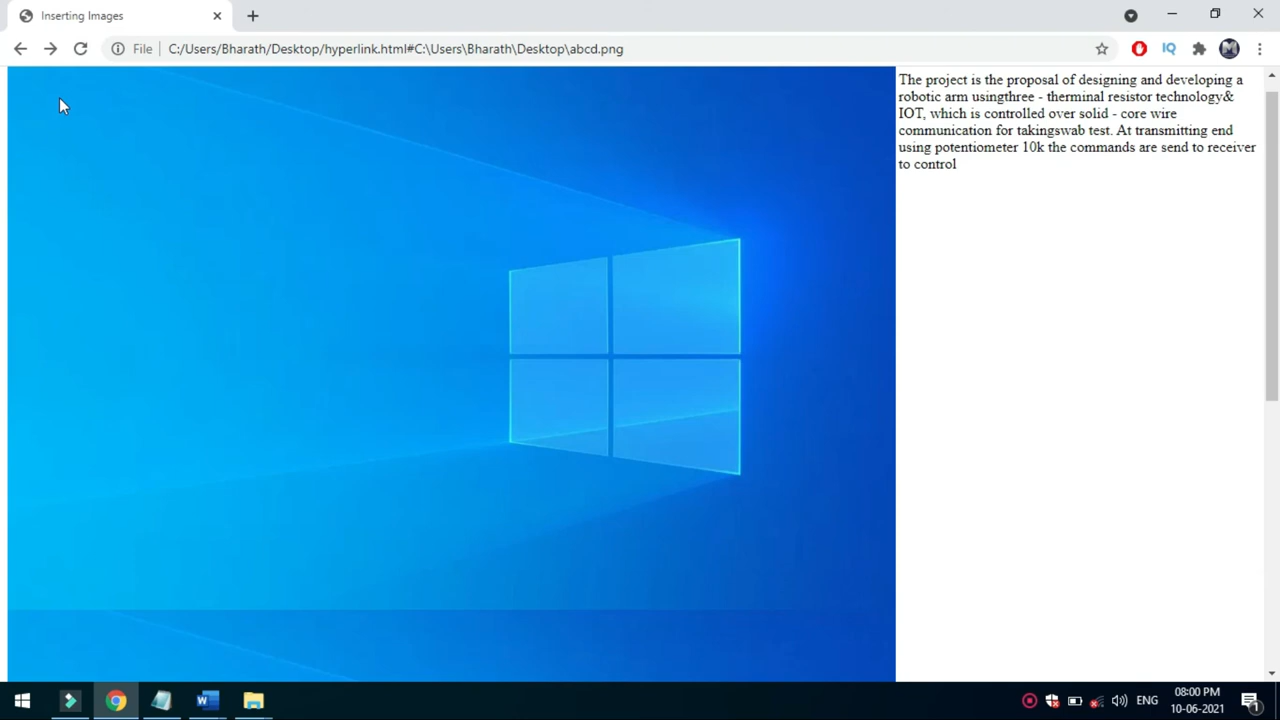 Inserting Images
File
C:/Users/Bharath/Desktop/hyperlink.html#C:\Users\Bharath\Desktop\abcd.png
IQ
The project is the proposal of designing and developing a
robotic arm usingthree - therminal resistor technology&
IOT, which is controlled over solid - core wire
communication for takingswab test. At transmitting end
using potentiometer 10k the commands are send to receiver
to control
W
ENG
08:00 PM
10-06-2021
1